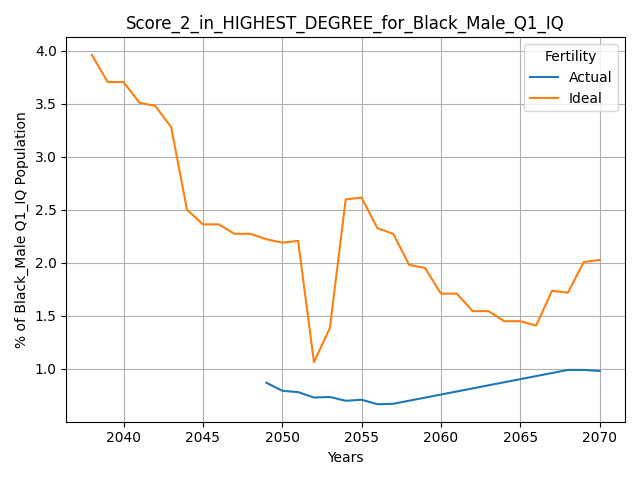 Score_2_in_HIGHEST_DEGREE_for_Black_Male_Q1_IQ
Fertility
Actual
Ideal
% of Black_Male Q1_IQ Population
4.0
3.5
3.0
2.5
2.0
1.5
1.0
2040 2045 2050 2055 2060 2065 2070
Years